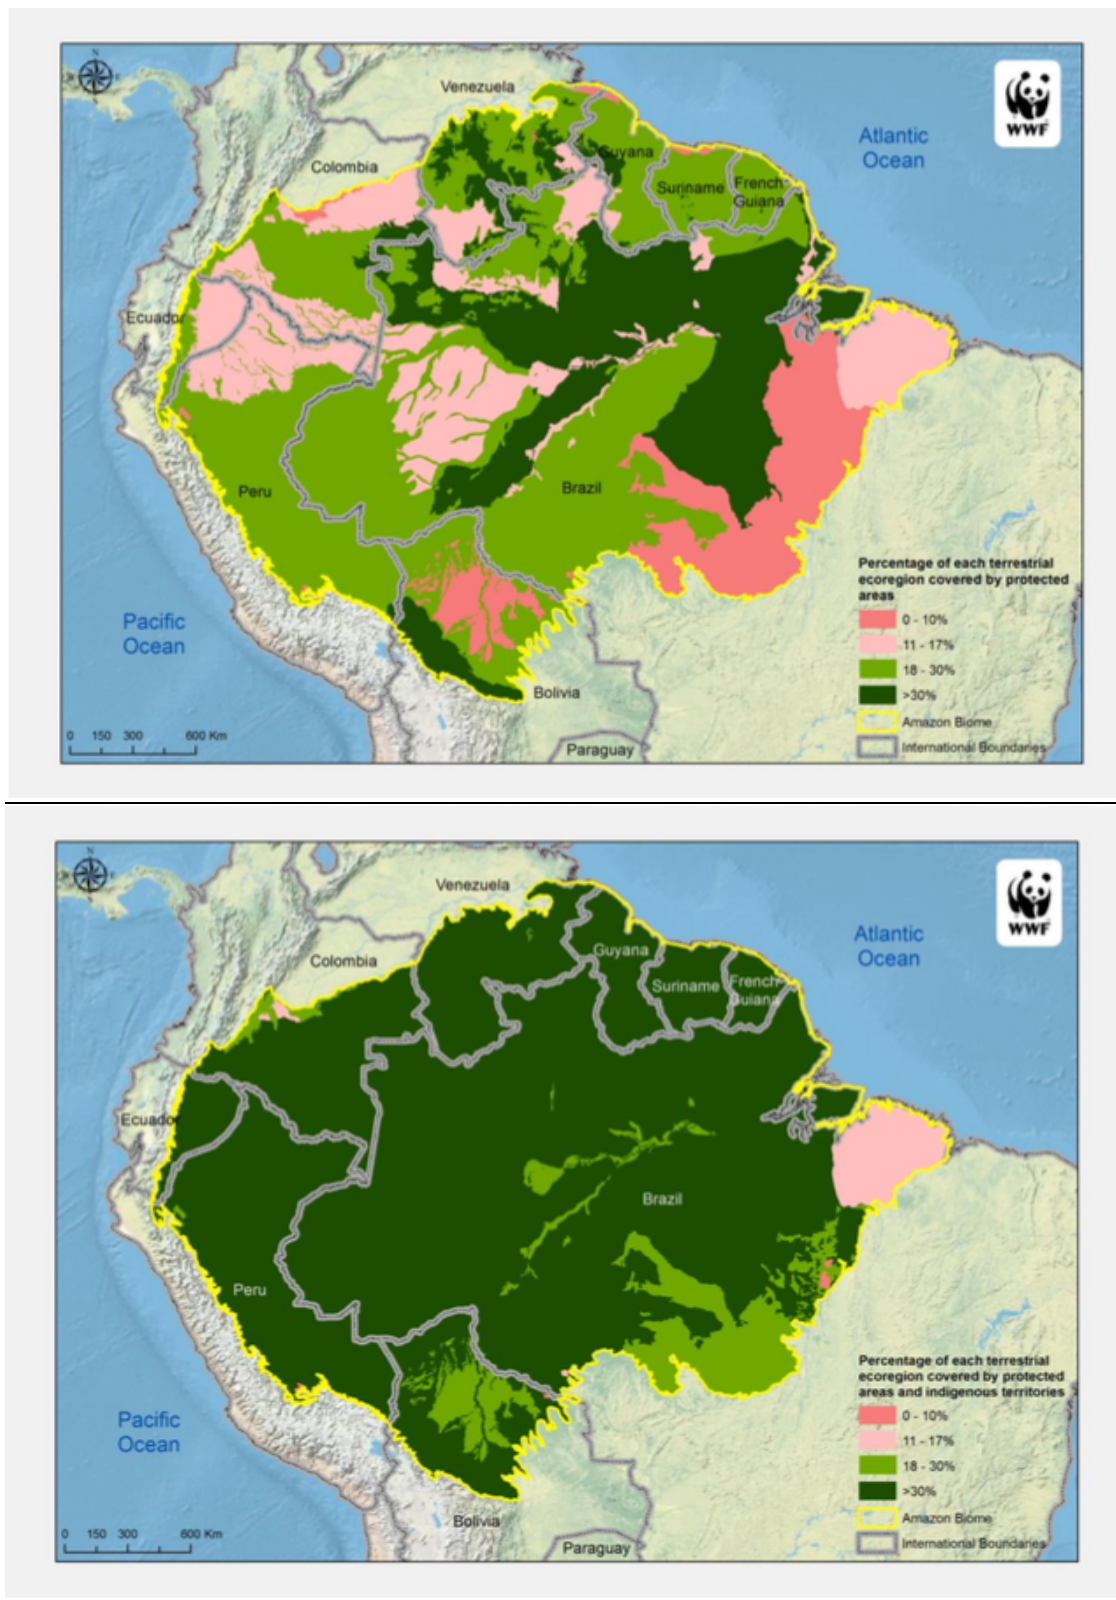 N
Venezuela
WWF
Atlantic
Ocean
Colombia
Guyana
Suriname
French
Guiana
Ecuador
Peru
Brazil
Percentage of each terrestrial
ecoregion covered by protected
areas
0 - 10%
11 - 17%
18 - 30%
>30%
Amazon Biome
International Boundaries
Pacific
Ocean
Bolivia
Paraguay
0 150 300 600 Km
N
Venezuela
WWF
Atlantic
Ocean
Colombia
Guyana
Suriname
French
Guiana
Ecuador
Brazil
Peru
Percentage of each terrestrial
ecoregion covered by protected
areas and indigenous territories
0 - 10%
11 - 17%
18 - 30%
>30%
Amazon Biome
International Boundaries
Pacific
Ocean
Bolivia
Paraguay
0 150 300 600 Km